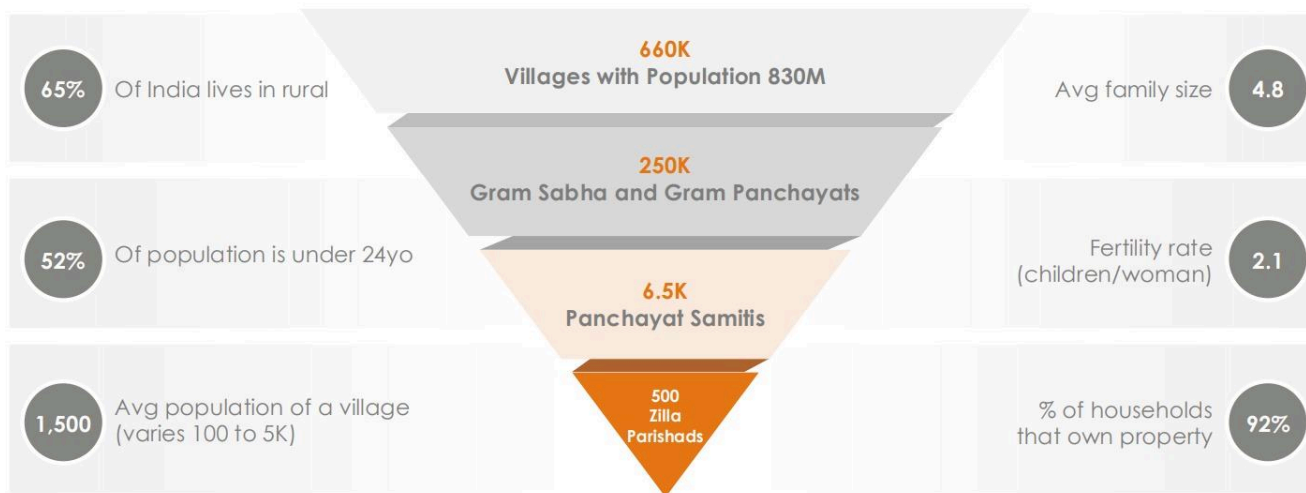 65%
Of India lives in rural
52%
Of population is under 24yo
1,500
Avg population of a village
(varies 100 to 5K)
660K
Villages with Population 830M
250K
Gram Sabha and Gram Panchayats
6.5K
Panchayat Samitis
500
Zilla
Parishads
Avg family size
4.8
Fertility rate
(children/woman)
2.1
% of households
that own property
92%